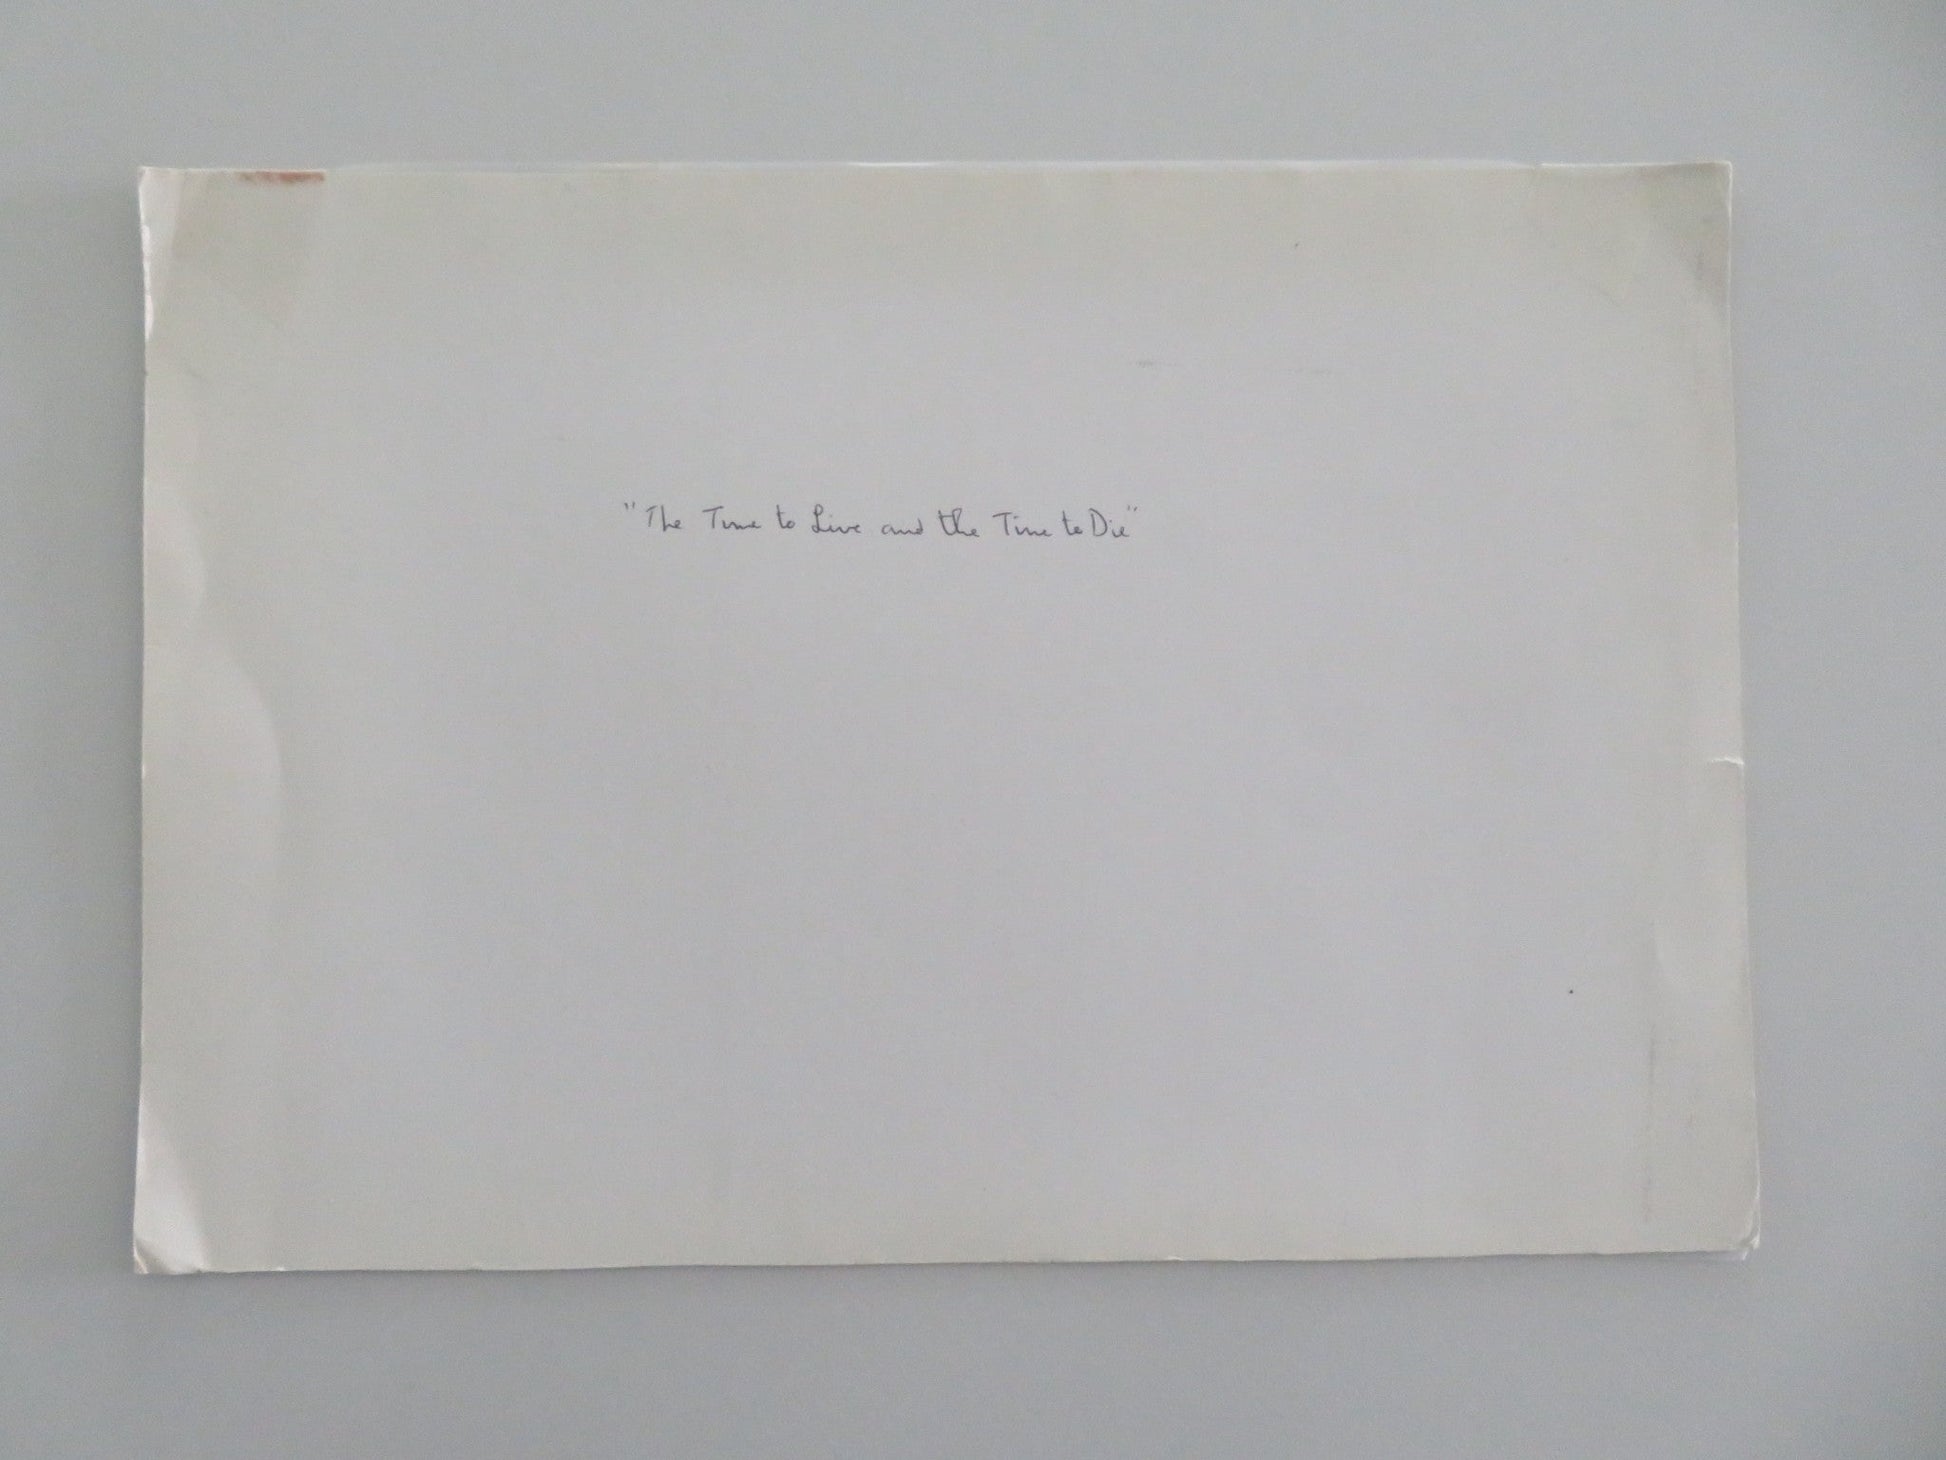 "The Time to Live and the Time to Die"